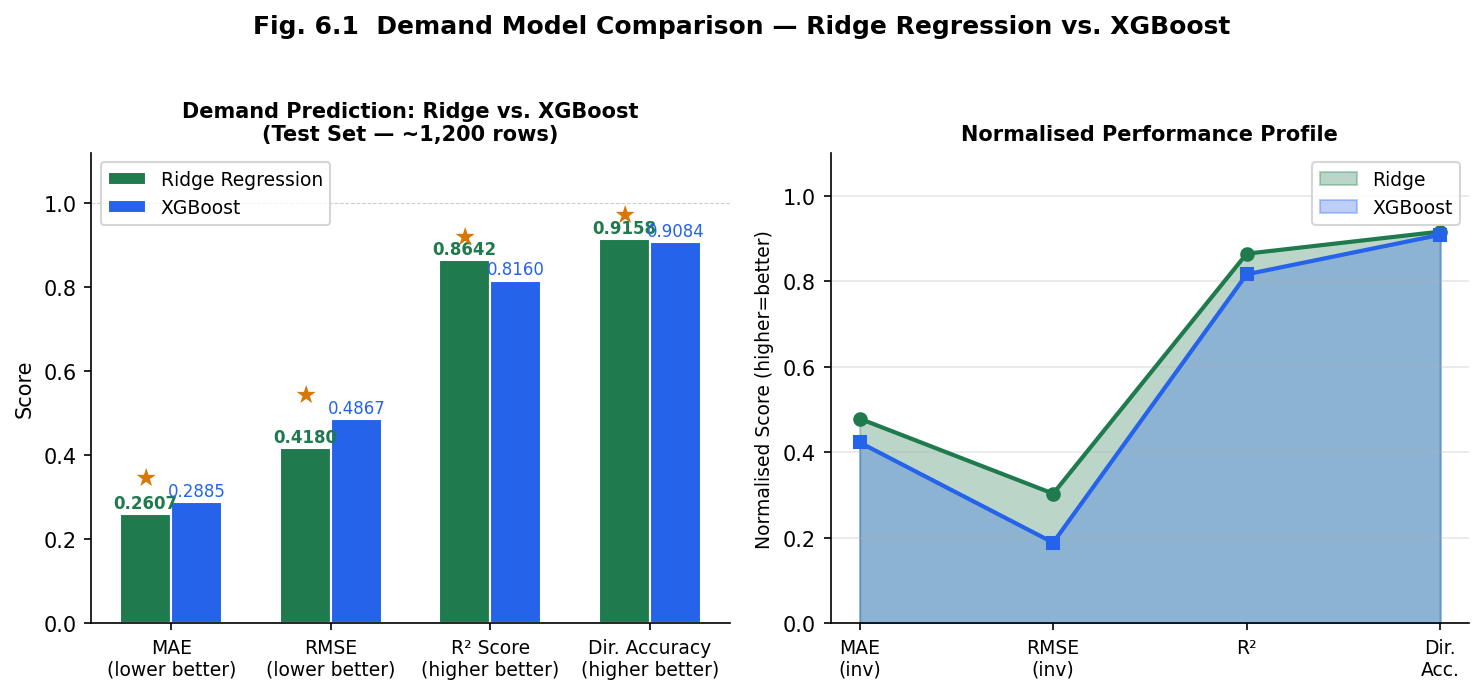 Fig. 6.1  Demand Model Comparison — Ridge Regression vs. XGBoost
Demand Prediction: Ridge vs. XGBoost
(Test Set — ~1,200 rows)
Ridge Regression
XGBoost
Score
1.0
0.8
0.6
0.4
0.2
0.0
0.2607
0.2885
0.4180
0.4867
0.8642
0.8160
0.9158
0.9084
MAE
(lower better)
RMSE
(lower better)
R² Score
(higher better)
Dir. Accuracy
(higher better)
Normalised Performance Profile
Ridge
XGBoost
Normalised Score (higher=better)
1.0
0.8
0.6
0.4
0.2
0.0
MAE
(inv)
RMSE
(inv)
R²
Dir.
Acc.